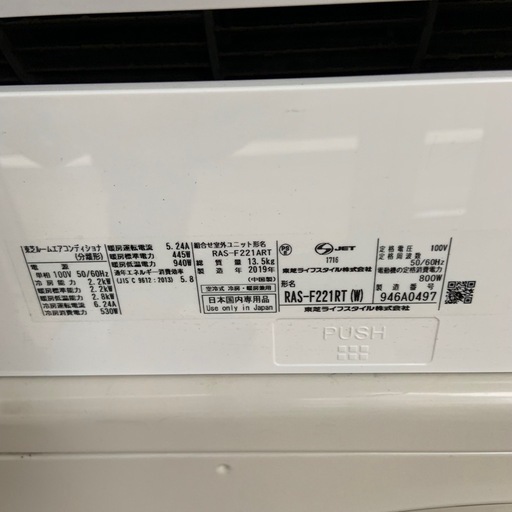 東芝ルームエアコンディショナ
(分離形)
電 源
単相 100V 50/60Hz
冷 房 能 力 2.2kW
暖房標準能力 2.2kW
暖房低温能力 2.8kW
冷房運転電流 6.24A
冷房消費電力 530W
暖房運転電流 5.24A
暖房標準電力 445W
暖房低温電力 940W
通年エネルギー消費効率
(JIS C 9612:2013) 5.8
組合せ室外ユニット形名
RAS-F221ART
総 質 量 13.5kg
製 造 年 2019年
(中国製)
空冷式 冷房・暖房兼用
日本国内専用品
Use only in Japan
PS
E
JET
1716
東芝ライフスタイル株式会社
形名
RAS-F221RT(W)
東芝ライフスタイル株式会社
定 格 電 圧 100V
定 格 周 波 数
50/60Hz
電動機の定格消費電力
800W
製 造 番 号
946A0497
PUSH